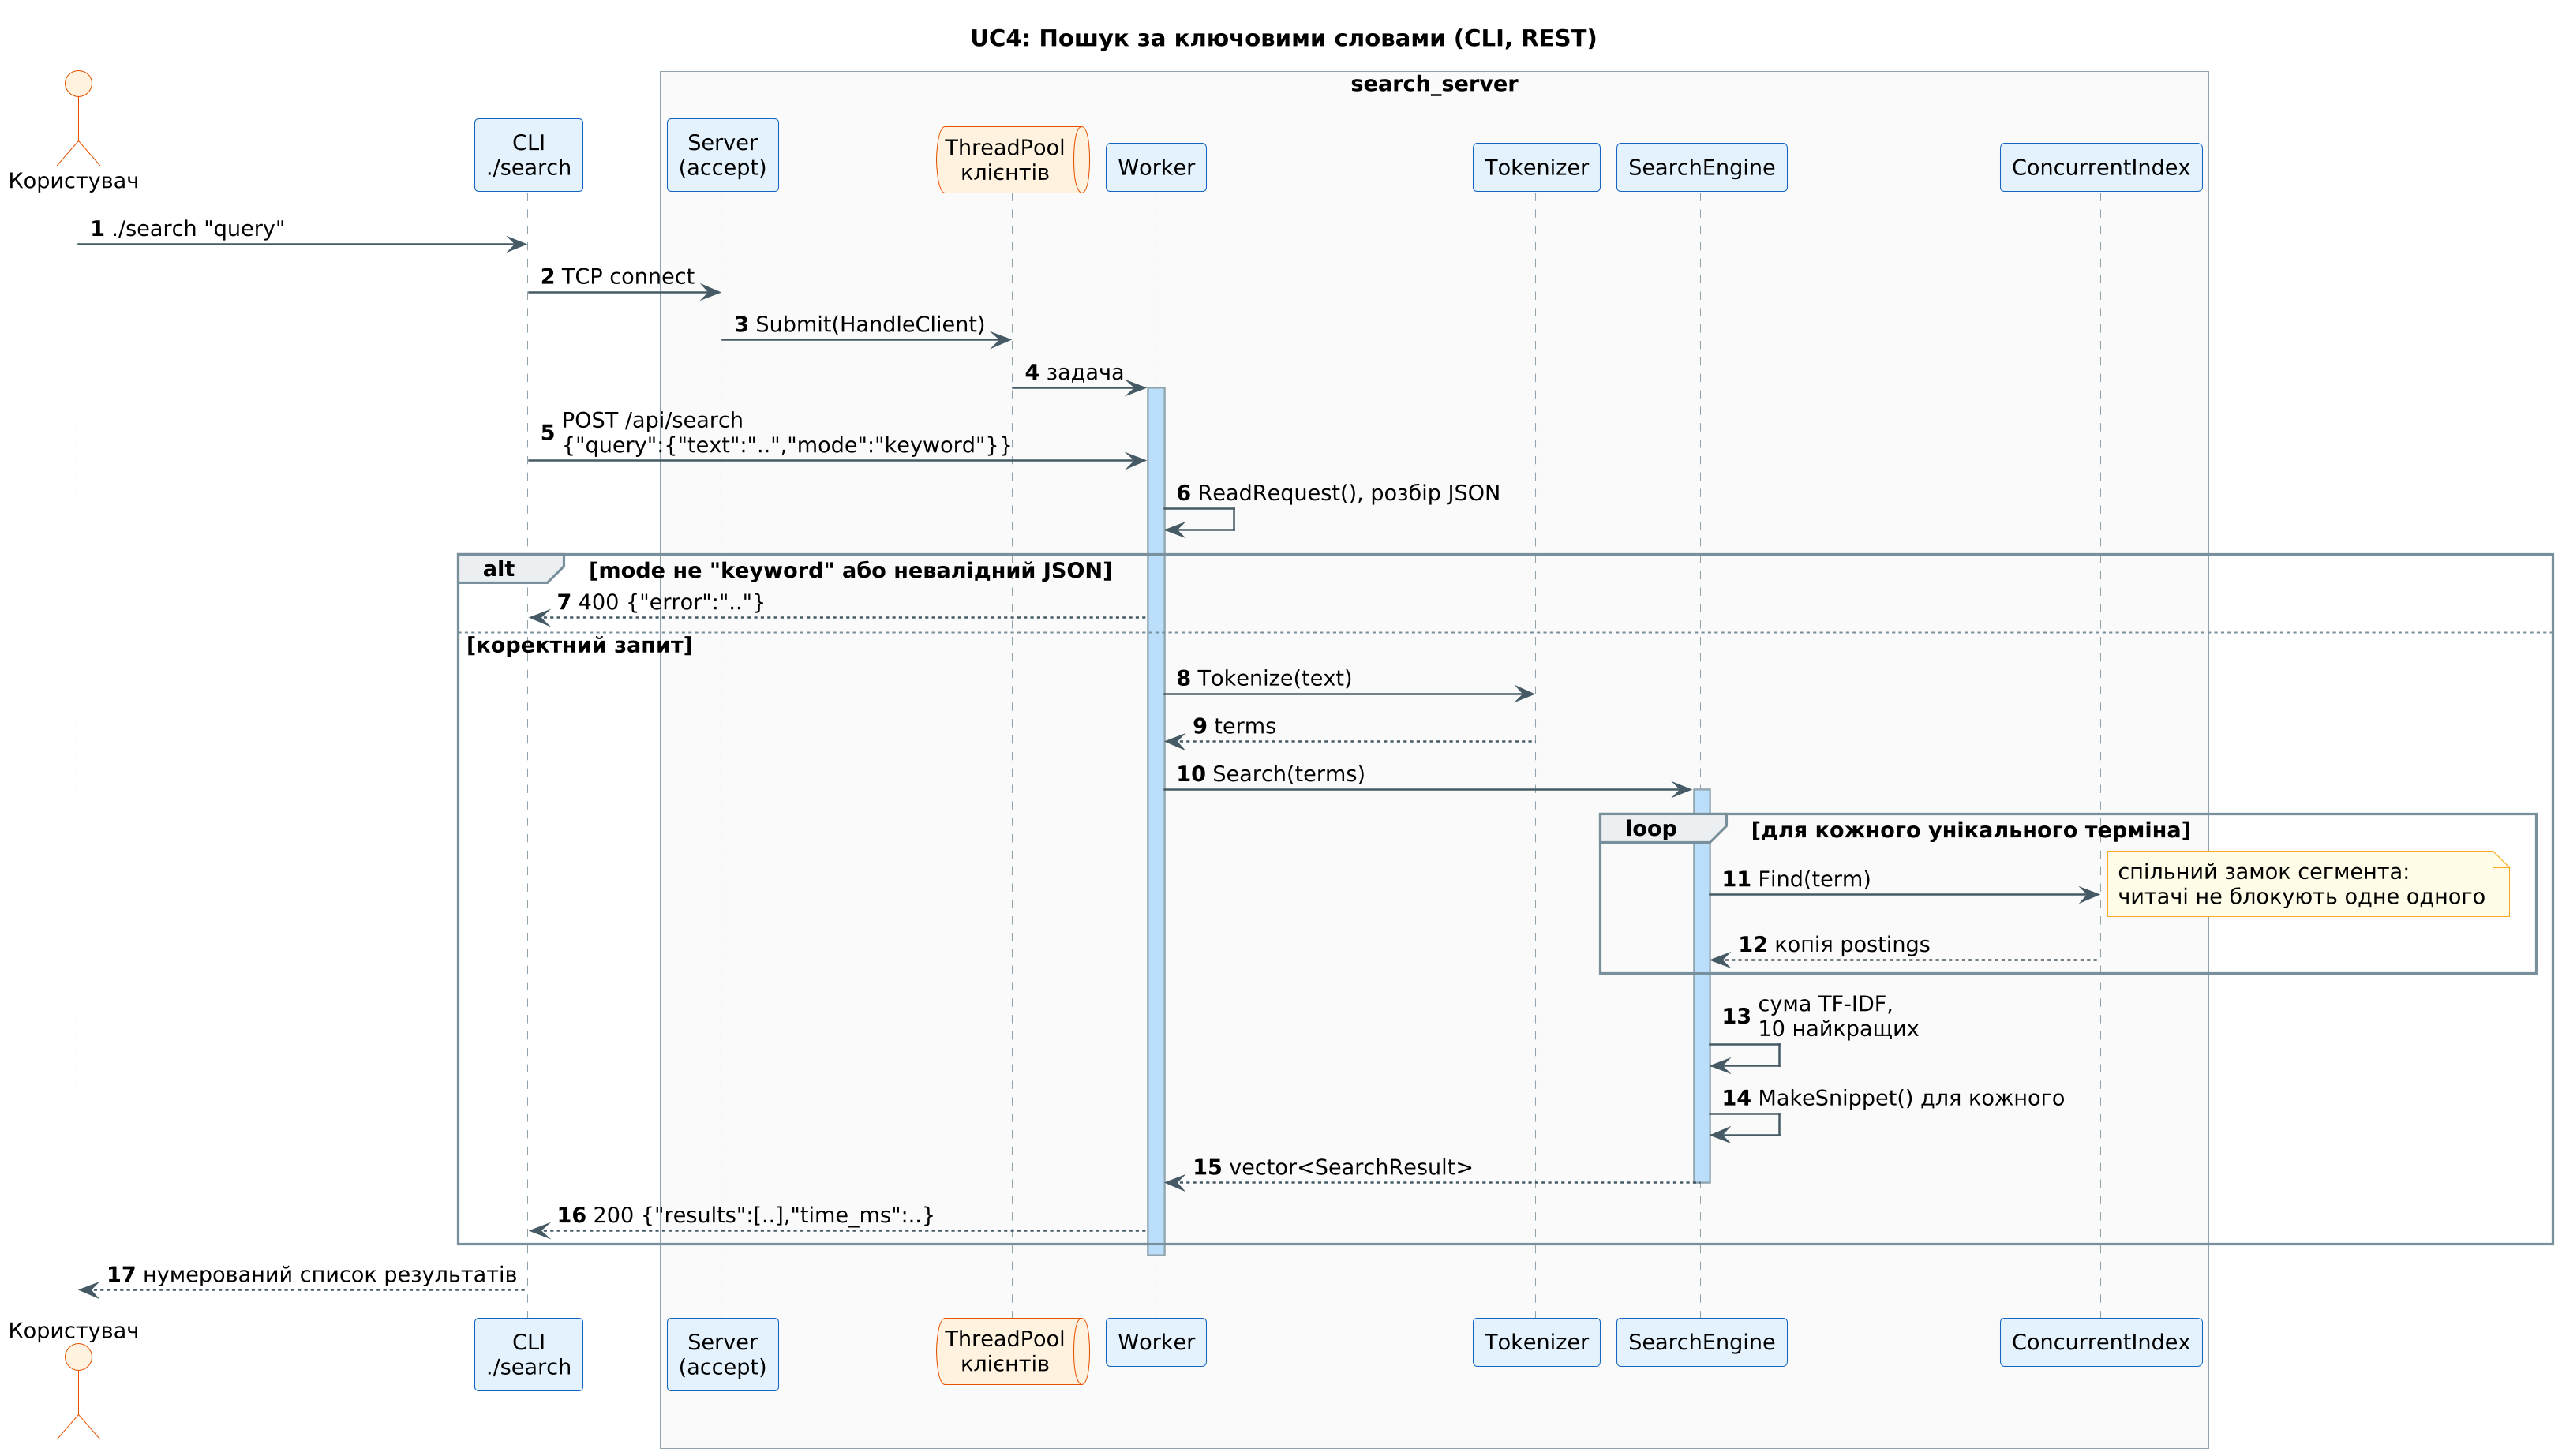 UC4: Пошук за ключовими словами (CLI, REST)
search_server
Користувач
CLI
./search
Server
(accept)
ThreadPool
клієнтів
Worker
Tokenizer
SearchEngine
ConcurrentIndex
1 ./search "query"
2 TCP connect
3 Submit(HandleClient)
4 задача
5 POST /api/search
{"query":{"text":"..","mode":"keyword"}}
6 ReadRequest(), розбір JSON
alt [mode не "keyword" або невалідний JSON]
7 400 {"error":".."}
[коректний запит]
8 Tokenize(text)
9 terms
10 Search(terms)
loop [для кожного унікального терміна]
11 Find(term)
спільний замок сегмента:
читачі не блокують одне одного
12 копія postings
13 сума TF-IDF,
10 найкращих
14 MakeSnippet() для кожного
15 vector<SearchResult>
16 200 {"results":[..],"time_ms":..}
17 нумерований список результатів
Користувач
CLI
./search
Server
(accept)
ThreadPool
клієнтів
Worker
Tokenizer
SearchEngine
ConcurrentIndex